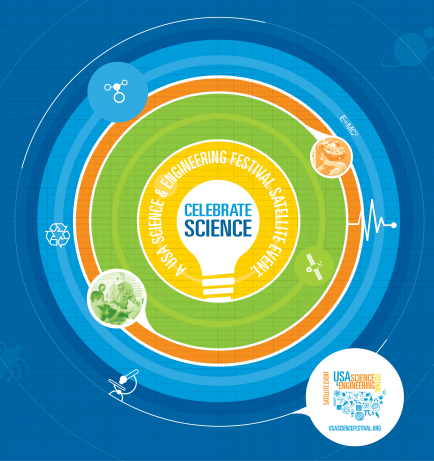 E=MC²
A USA SCIENCE & ENGINEERING FESTIVAL SATELLITE EVENT
CELEBRATE
SCIENCE
SATELLITE EVENT
USA SCIENCE
& ENGINEERING
FESTIVAL
USASCIENCEFESTIVAL.ORG